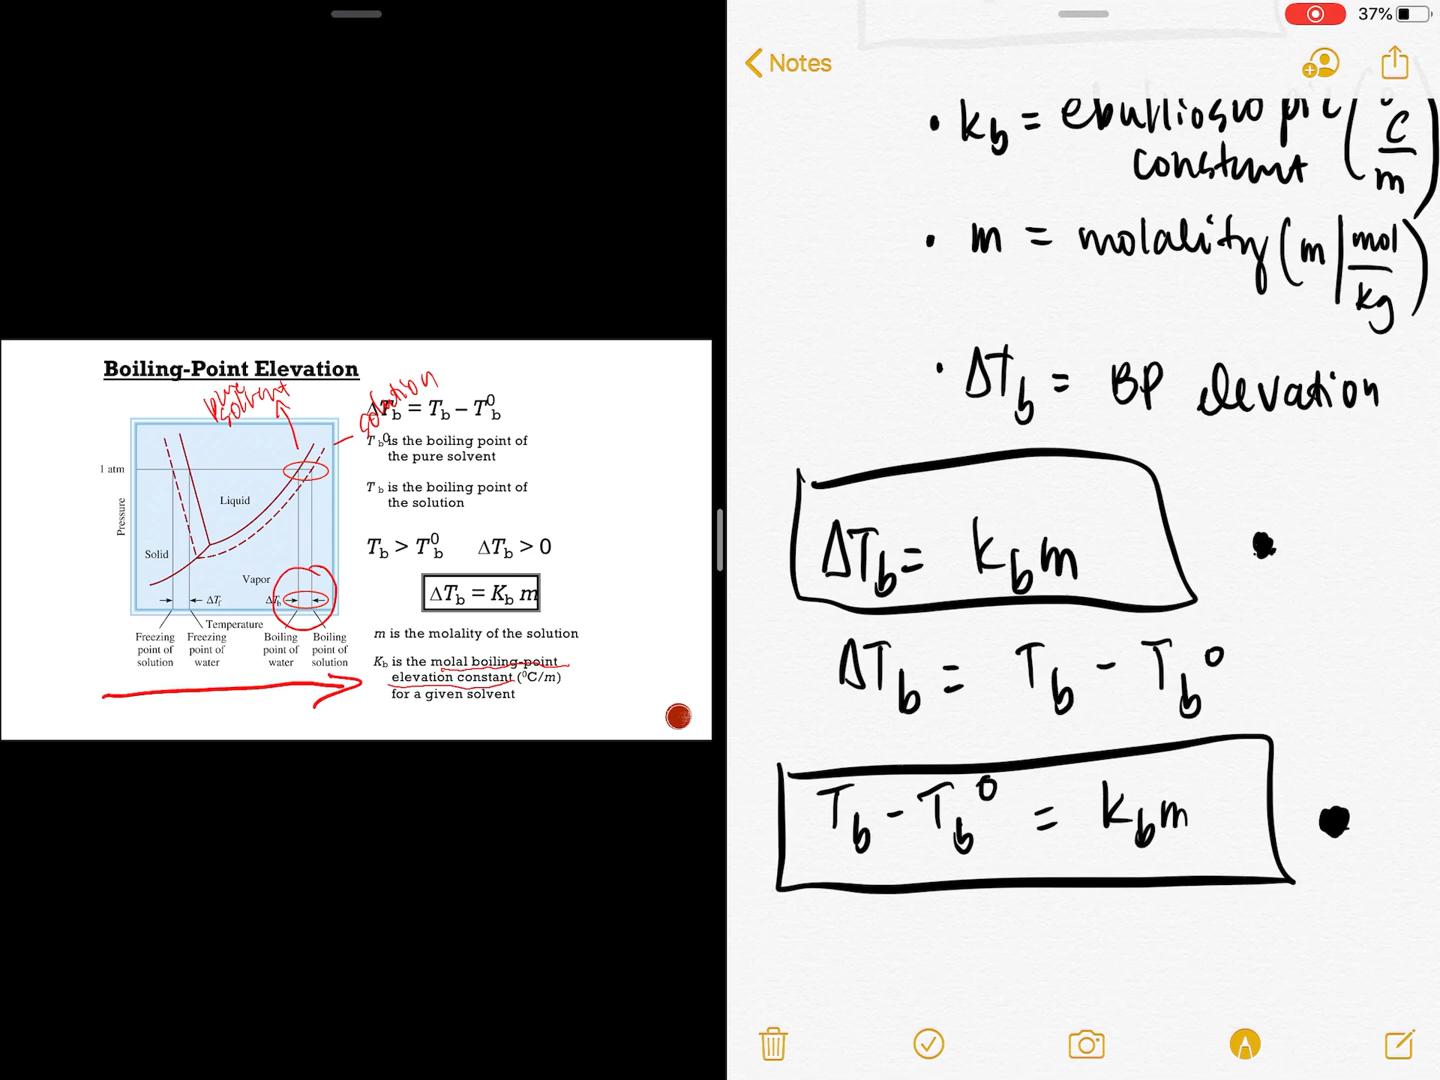 37%
Notes
• Kb = ebullioscopic (°C/m)
constant
• m = molality (m | mol/kg)
• ΔTb = BP elevation
ΔTb = Kbm
ΔTb = Tb - Tb°
Tb - Tb° = Kbm
Boiling-Point Elevation
pure
solvent
solution
ΔTb = Tb – Tb0
Tb0 is the boiling point of
the pure solvent
Tb is the boiling point of
the solution
Tb > Tb0 ΔTb > 0
ΔTb = Kb m
m is the molality of the solution
Kb is the molal boiling-point
elevation constant (0C/m)
for a given solvent
1 atm
Pressure
Liquid
Solid
Vapor
ΔTf
ΔTb
Temperature
Freezing
point of
solution
Freezing
point of
water
Boiling
point of
water
Boiling
point of
solution